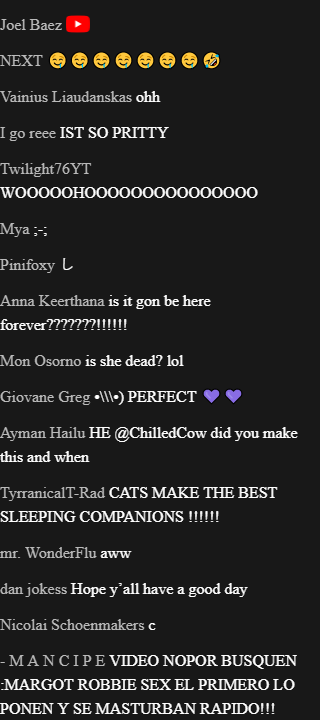 Joel Baez
NEXT 😂😂😂😂😂😂😂🤣
Vainius Liaudanskas ohh
I go reee IST SO PRITTY
Twilight76YT
WOOOOOHOOOOOOOOOOOOOOO
Mya ;-;
Pinifoxy し
Anna Keerthana is it gon be here
forever???????!!!!!!
Mon Osorno is she dead? lol
Giovane Greg •\\\•) PERFECT 💜💜
Ayman Hailu HE @ChilledCow did you make
this and when
TyrranicalT-Rad CATS MAKE THE BEST
SLEEPING COMPANIONS !!!!!!
mr. WonderFlu aww
dan jokess Hope y'all have a good day
Nicolai Schoenmakers c
- M A N C I P E VIDEO NOPOR BUSQUEN
:MARGOT ROBBIE SEX EL PRIMERO LO
PONEN Y SE MASTURBAN RAPIDO!!!